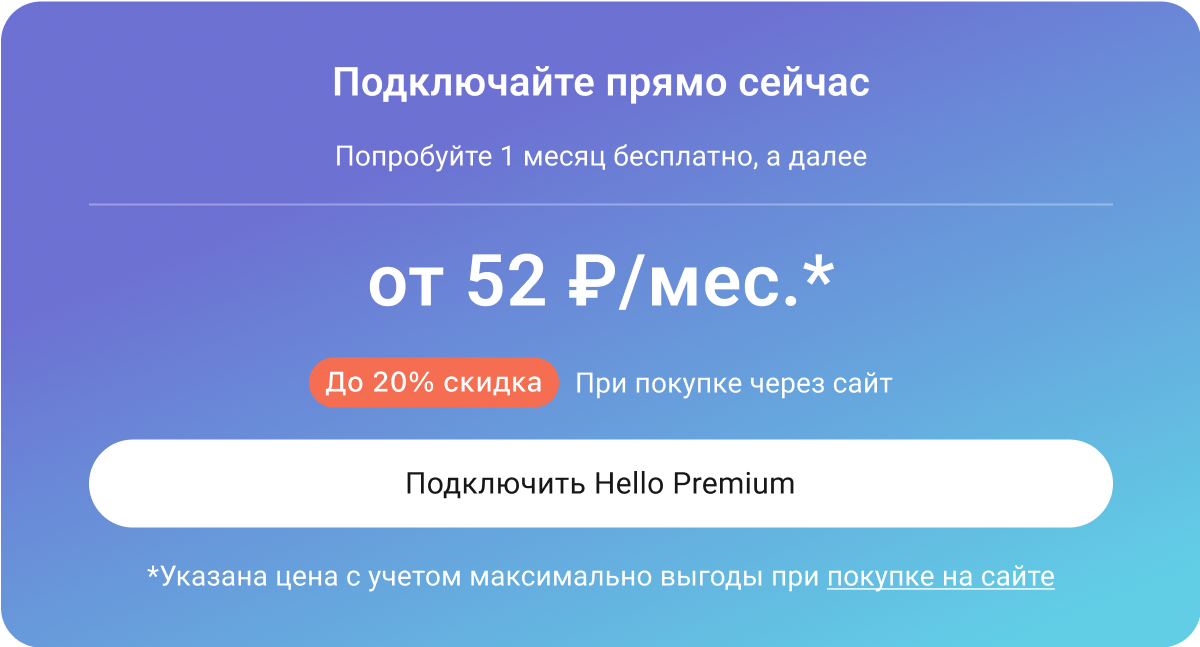 Подключайте прямо сейчас
Попробуйте 1 месяц бесплатно, а далее
от 52 ₽/мес.*
До 20% скидка При покупке через сайт
Подключить Hello Premium
*Указана цена с учетом максимально выгоды при покупке на сайте